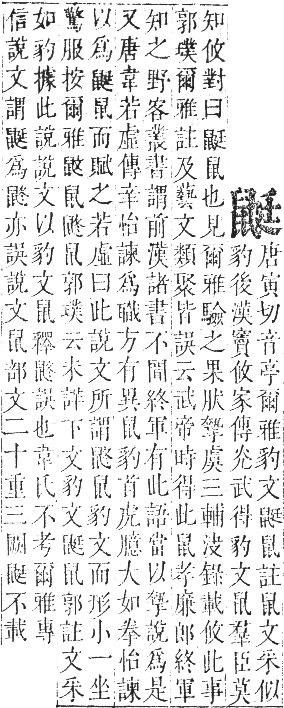 鼮
唐寅切音亭爾雅豹文鼮鼠註鼠文采似
豹後漢竇攸家傳光武得豹文鼠羣臣莫
知攸對曰鼮鼠也見爾雅驗之果狀摯虞三輔没錄載攸此事
郭璞爾雅註及藝文類聚皆誤云武帝時得此鼠孝廉郎終軍
知之野客叢書謂前漢諸書不聞終軍有此語當以摯說爲是
又唐韋若虛傳辛怡諫爲職方有異鼠豹首虎臆大如拳怡諫
以爲鼮鼠而賦之若虛曰此說文所謂鼨鼠豹文而形小一坐
驚服按爾雅鼤鼠鼨鼠郭璞云未詳下文豹文鼮鼠郭註文采
如豹據此說說文以豹文鼠釋鼨誤也韋氏不考爾雅專
信說文謂鼮爲鼨亦誤說文鼠部文二十重三闕鼮不載